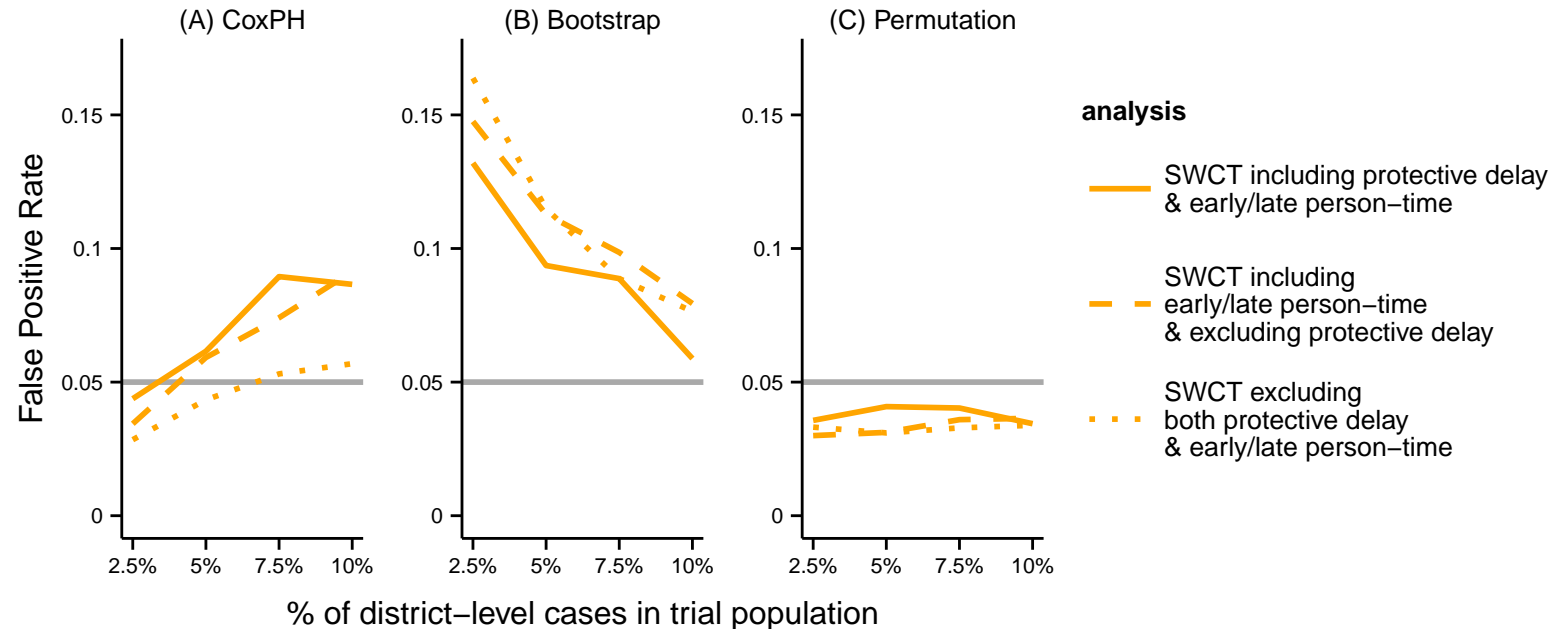 (A) CoxPH
(B) Bootstrap
(C) Permutation
False Positive Rate
0.15
0.1
0.05
0
2.5%
5%
7.5%
10%
0.15
0.1
0.05
0
2.5%
5%
7.5%
10%
0.15
0.1
0.05
0
2.5%
5%
7.5%
10%
% of district−level cases in trial population
analysis
SWCT including protective delay
& early/late person−time
SWCT including
early/late person−time
& excluding protective delay
SWCT excluding
both protective delay
& early/late person−time